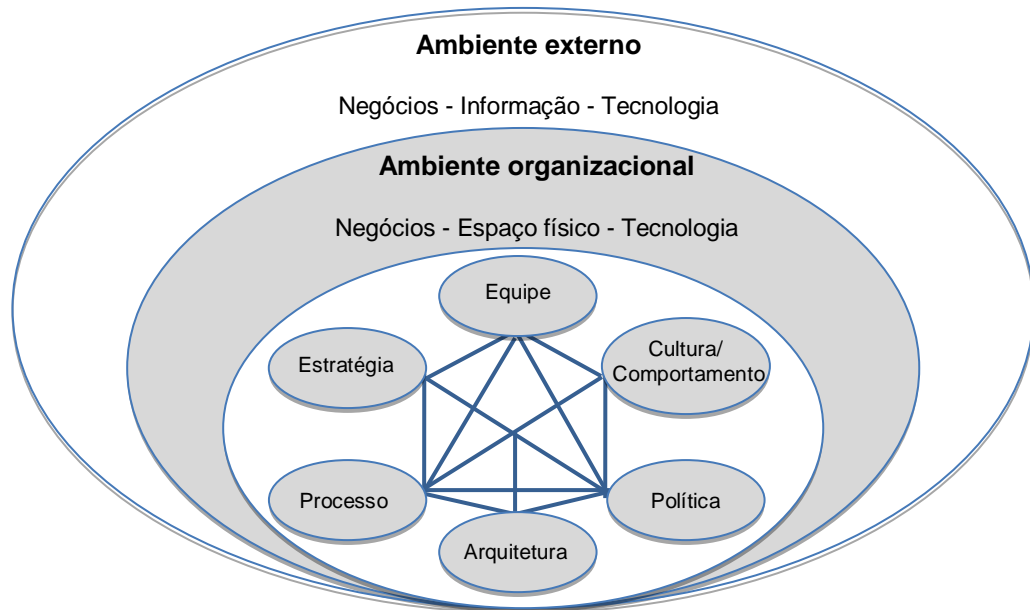 Ambiente externo
Negócios - Informação - Tecnologia
Ambiente organizacional
Negócios - Espaço físico - Tecnologia
Equipe
Estratégia
Cultura/
Comportamento
Processo
Política
Arquitetura